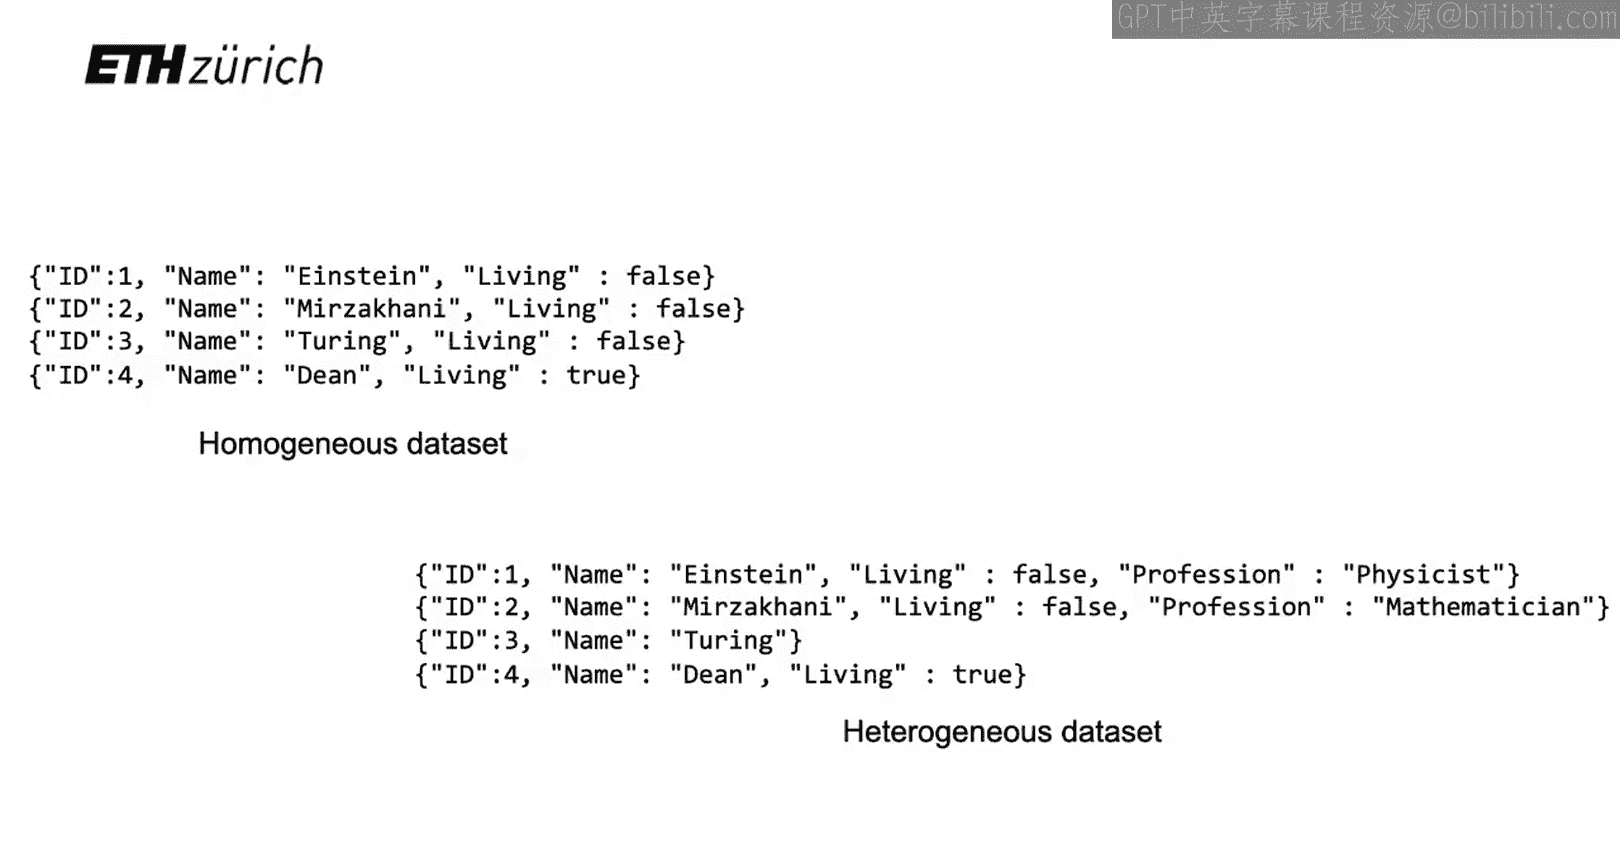 GPT中英字幕课程资源@bilibili.com
ETH zürich
{"ID":1, "Name": "Einstein", "Living" : false}
{"ID":2, "Name": "Mirzakhani", "Living" : false}
{"ID":3, "Name": "Turing", "Living" : false}
{"ID":4, "Name": "Dean", "Living" : true}
Homogeneous dataset
{"ID":1, "Name": "Einstein", "Living" : false, "Profession" : "Physicist"}
{"ID":2, "Name": "Mirzakhani", "Living" : false, "Profession" : "Mathematician"}
{"ID":3, "Name": "Turing"}
{"ID":4, "Name": "Dean", "Living" : true}
Heterogeneous dataset